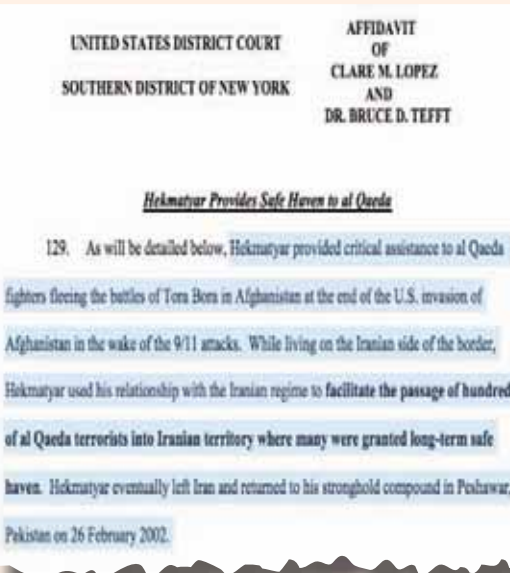 UNITED STATES DISTRICT COURT
SOUTHERN DISTRICT OF NEW YORK
AFFIDAVIT
OF
CLARE M. LOPEZ
AND
DR. BRUCE D. TEFFT
Hekmatyar Provides Safe Haven to al Qaeda
129. As will be detailed below, Hekmatyar provided critical assistance to al Qaeda
fighters fleeing the battles of Tora Bora in Afghanistan at the end of the U.S. invasion of
Afghanistan in the wake of the 9/11 attacks. While living on the Iranian side of the border,
Hekmatyar used his relationship with the Iranian regime to facilitate the passage of hundred
of al Qaeda terrorists into Iranian territory where many were granted long-term safe
haven. Hekmatyar eventually left Iran and returned to his stronghold compound in Peshawar,
Pakistan on 26 February 2002.